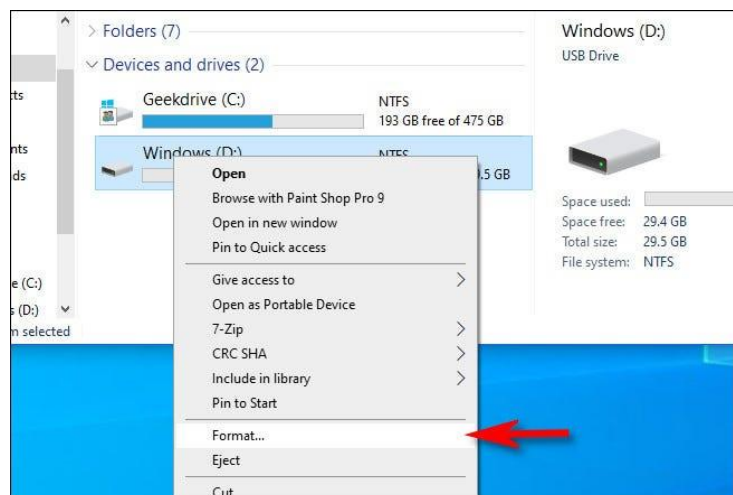 Folders (7)
Devices and drives (2)
Geekdrive (C:)
NTFS
193 GB free of 475 GB
Windows (D:)
NTFS
.5 GB
Open
Browse with Paint Shop Pro 9
Open in new window
Pin to Quick access
Give access to
Open as Portable Device
7-Zip
CRC SHA
Include in library
Pin to Start
Format...
Eject
Cut
Windows (D:)
USB Drive
Space used:
Space free: 29.4 GB
Total size: 29.5 GB
File system: NTFS
ts
nts
ds
e (C:)
s (D:)
m selected